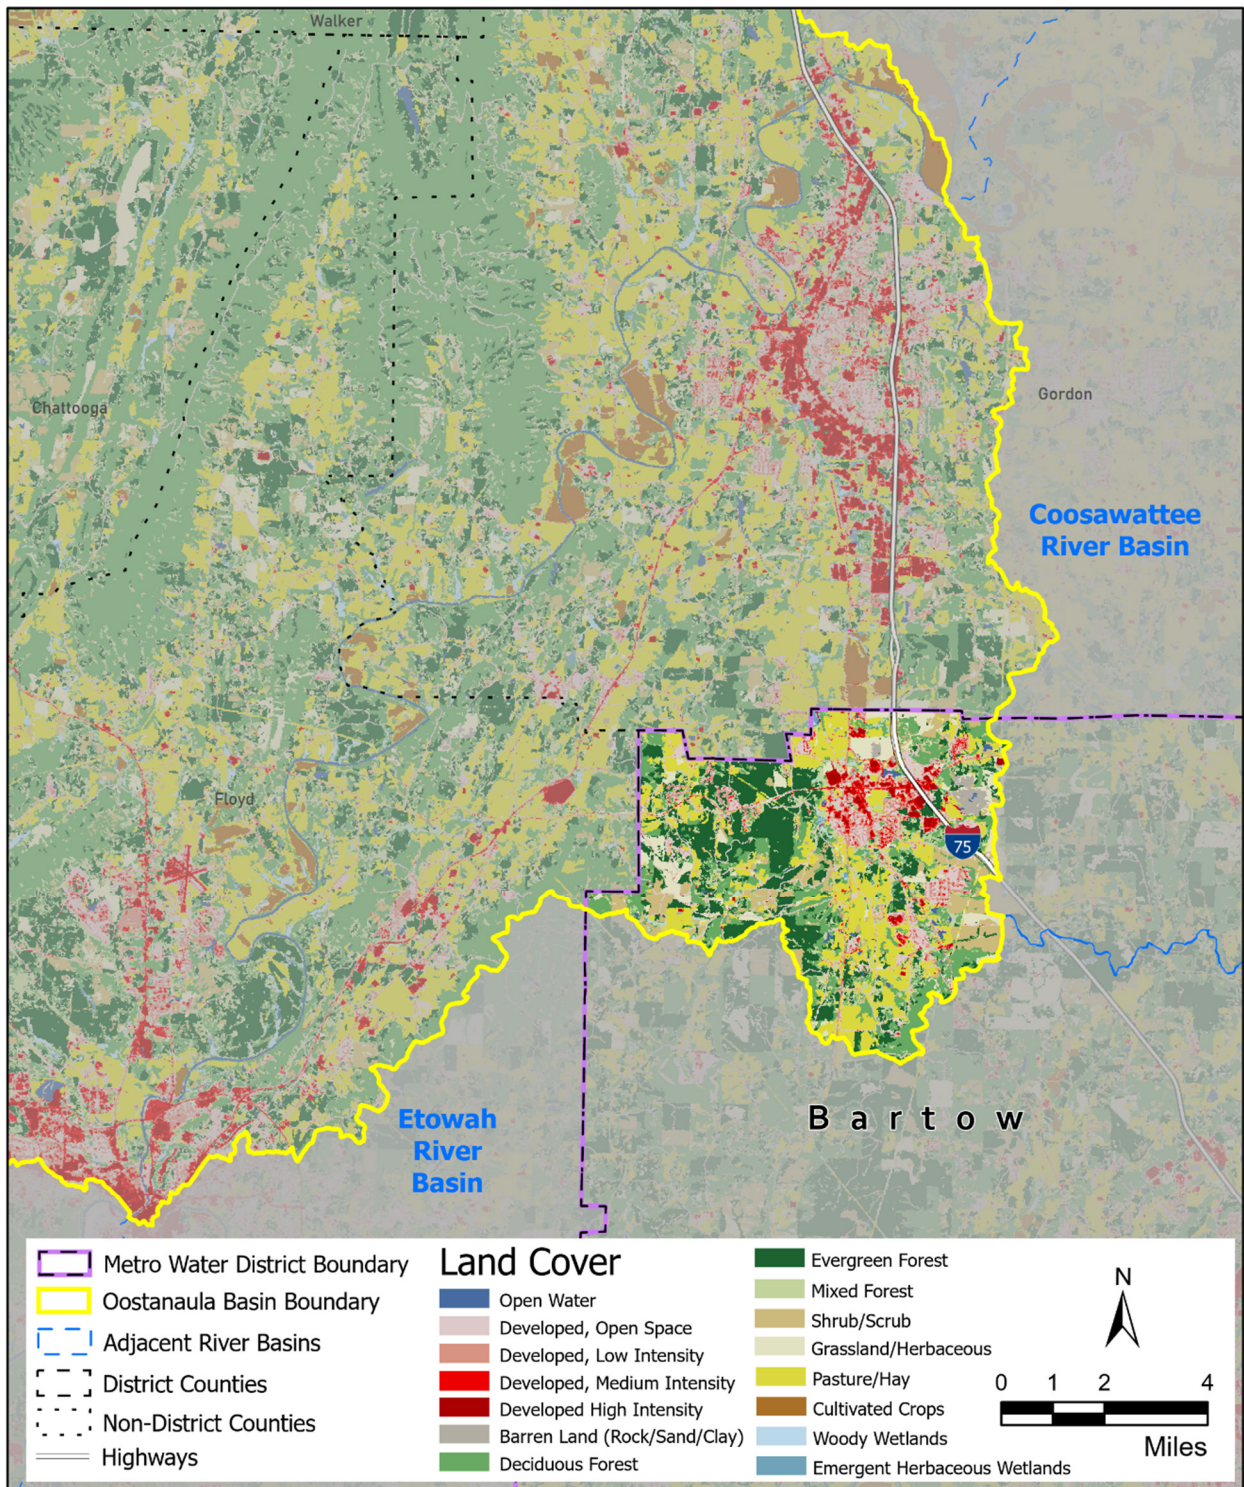 Walker
Chattooga
Gordon
Coosawattee
River Basin
Floyd
75
Etowah
River
Basin
Bartow
Metro Water District Boundary
Oostanaula Basin Boundary
Adjacent River Basins
District Counties
Non-District Counties
Highways
Land Cover
Open Water
Developed, Open Space
Developed, Low Intensity
Developed, Medium Intensity
Developed High Intensity
Barren Land (Rock/Sand/Clay)
Deciduous Forest
Evergreen Forest
Mixed Forest
Shrub/Scrub
Grassland/Herbaceous
Pasture/Hay
Cultivated Crops
Woody Wetlands
Emergent Herbaceous Wetlands
N
0 1 2 4
Miles